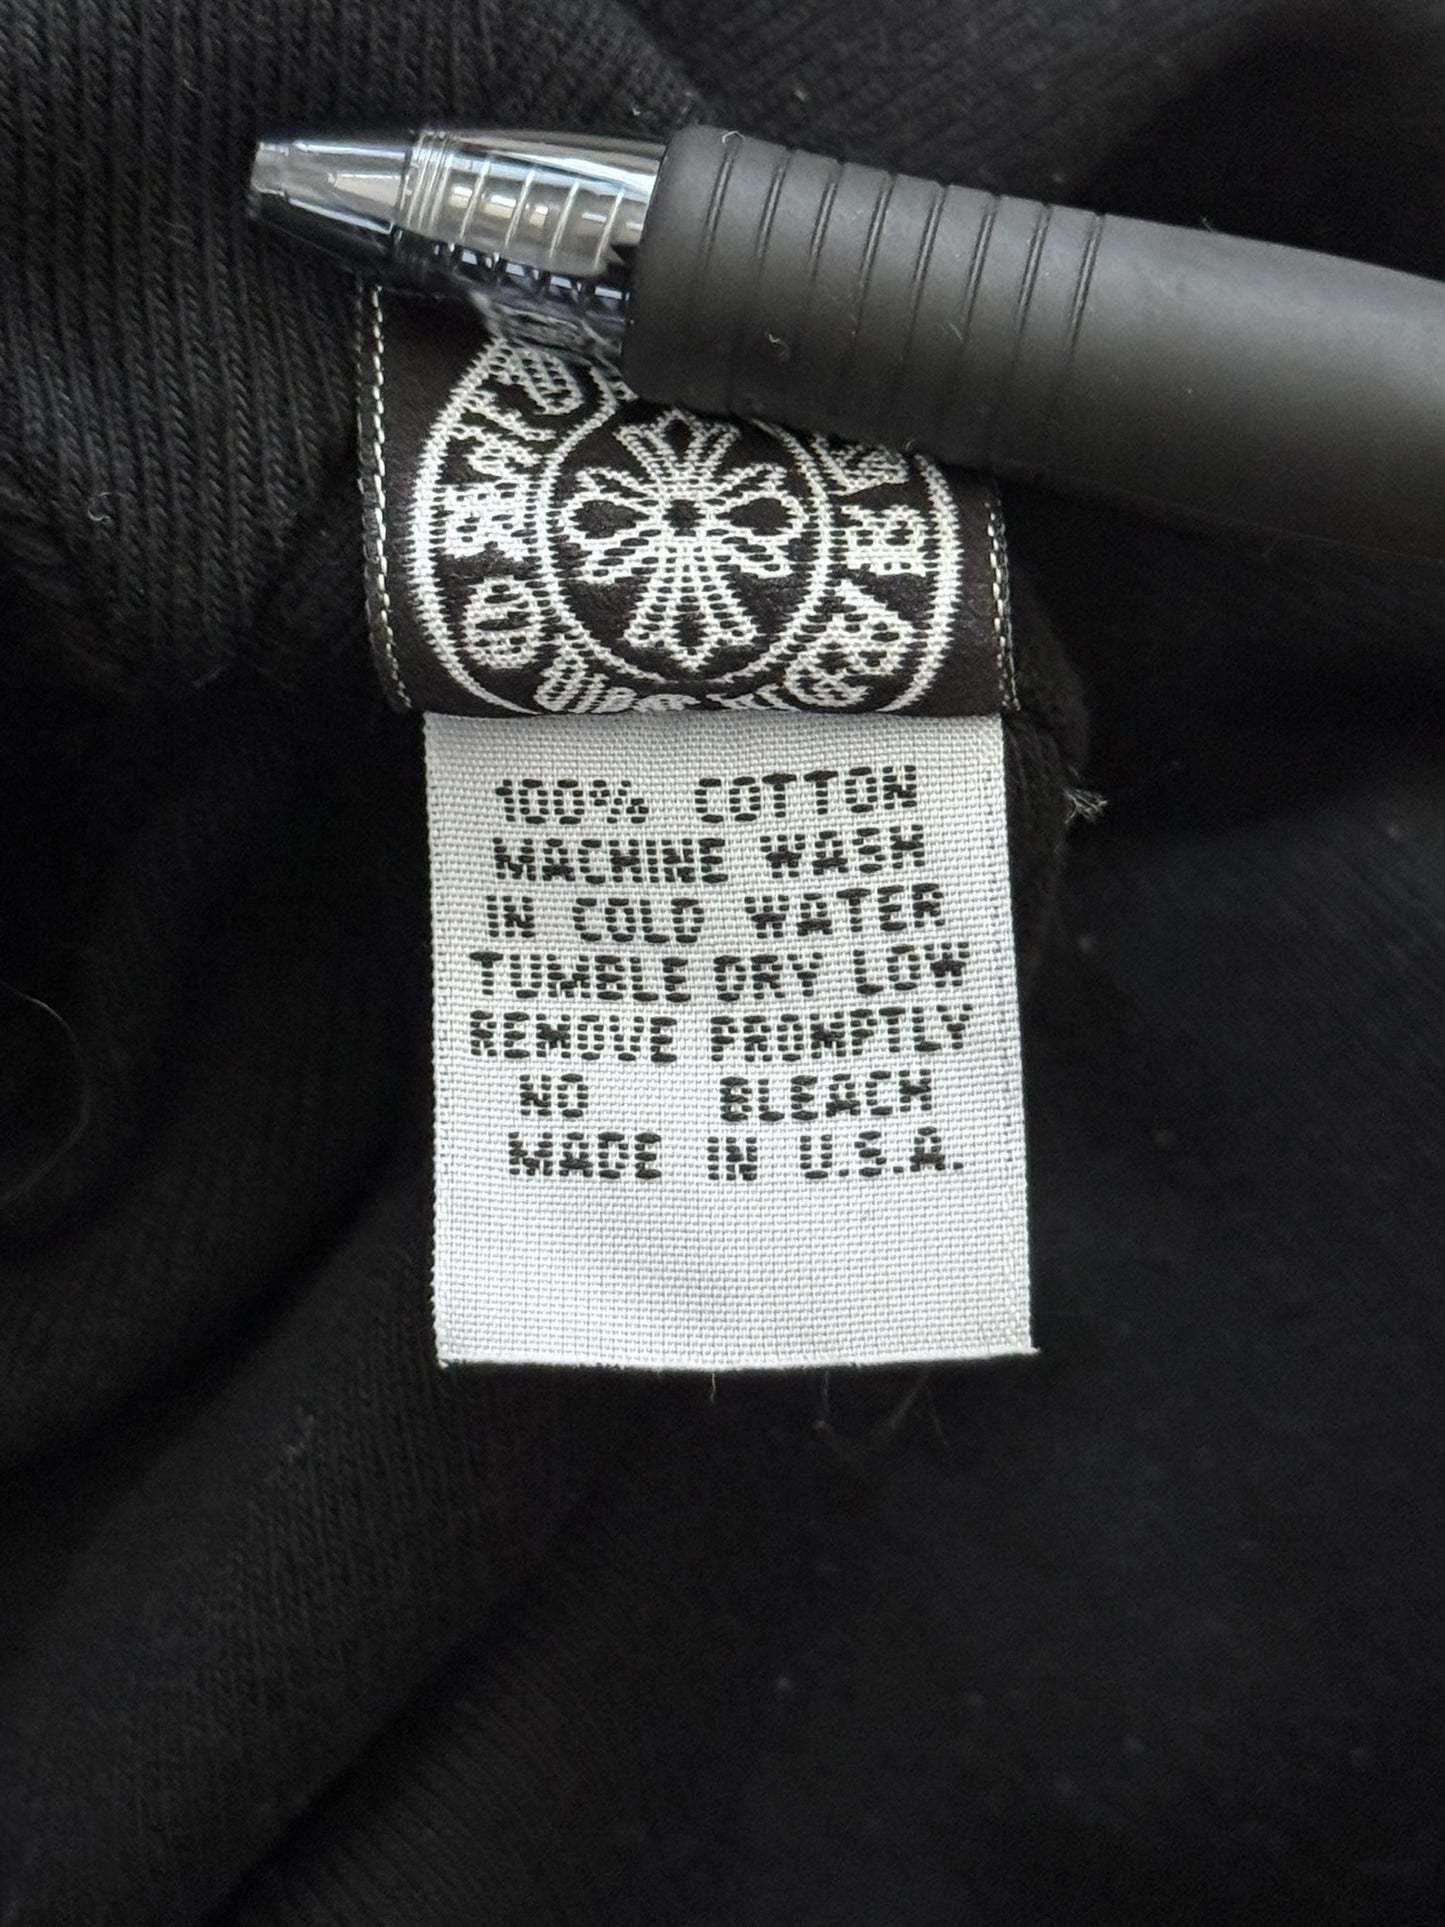 100% COTTON
MACHINE WASH
IN COLD WATER
TUMBLE DRY LOW
REMOVE PROMPTLY
NO BLEACH
MADE IN U.S.A.